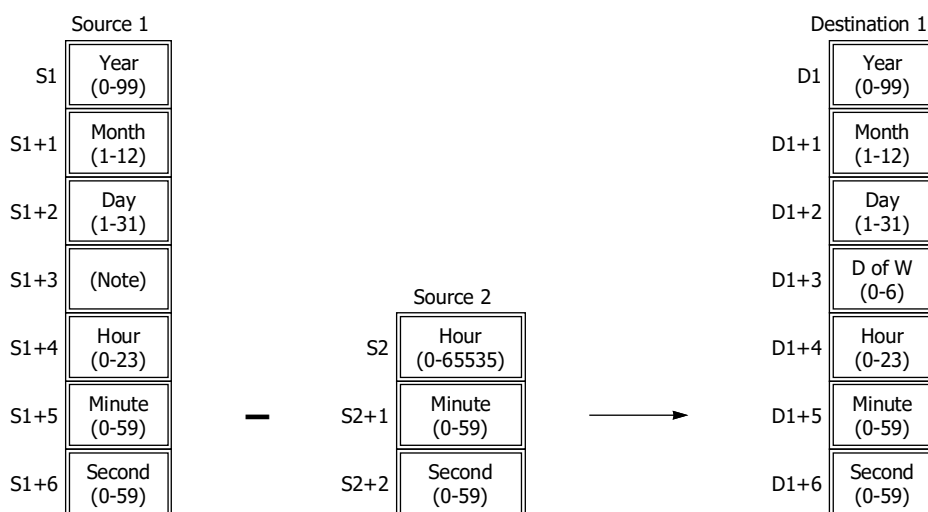 Source 1
S1
Year
(0-99)
S1+1
Month
(1-12)
S1+2
Day
(1-31)
S1+3
(Note)
S1+4
Hour
(0-23)
S1+5
Minute
(0-59)
S1+6
Second
(0-59)
Source 2
S2
Hour
(0-65535)
S2+1
Minute
(0-59)
S2+2
Second
(0-59)
Destination 1
D1
Year
(0-99)
D1+1
Month
(1-12)
D1+2
Day
(1-31)
D1+3
D of W
(0-6)
D1+4
Hour
(0-23)
D1+5
Minute
(0-59)
D1+6
Second
(0-59)